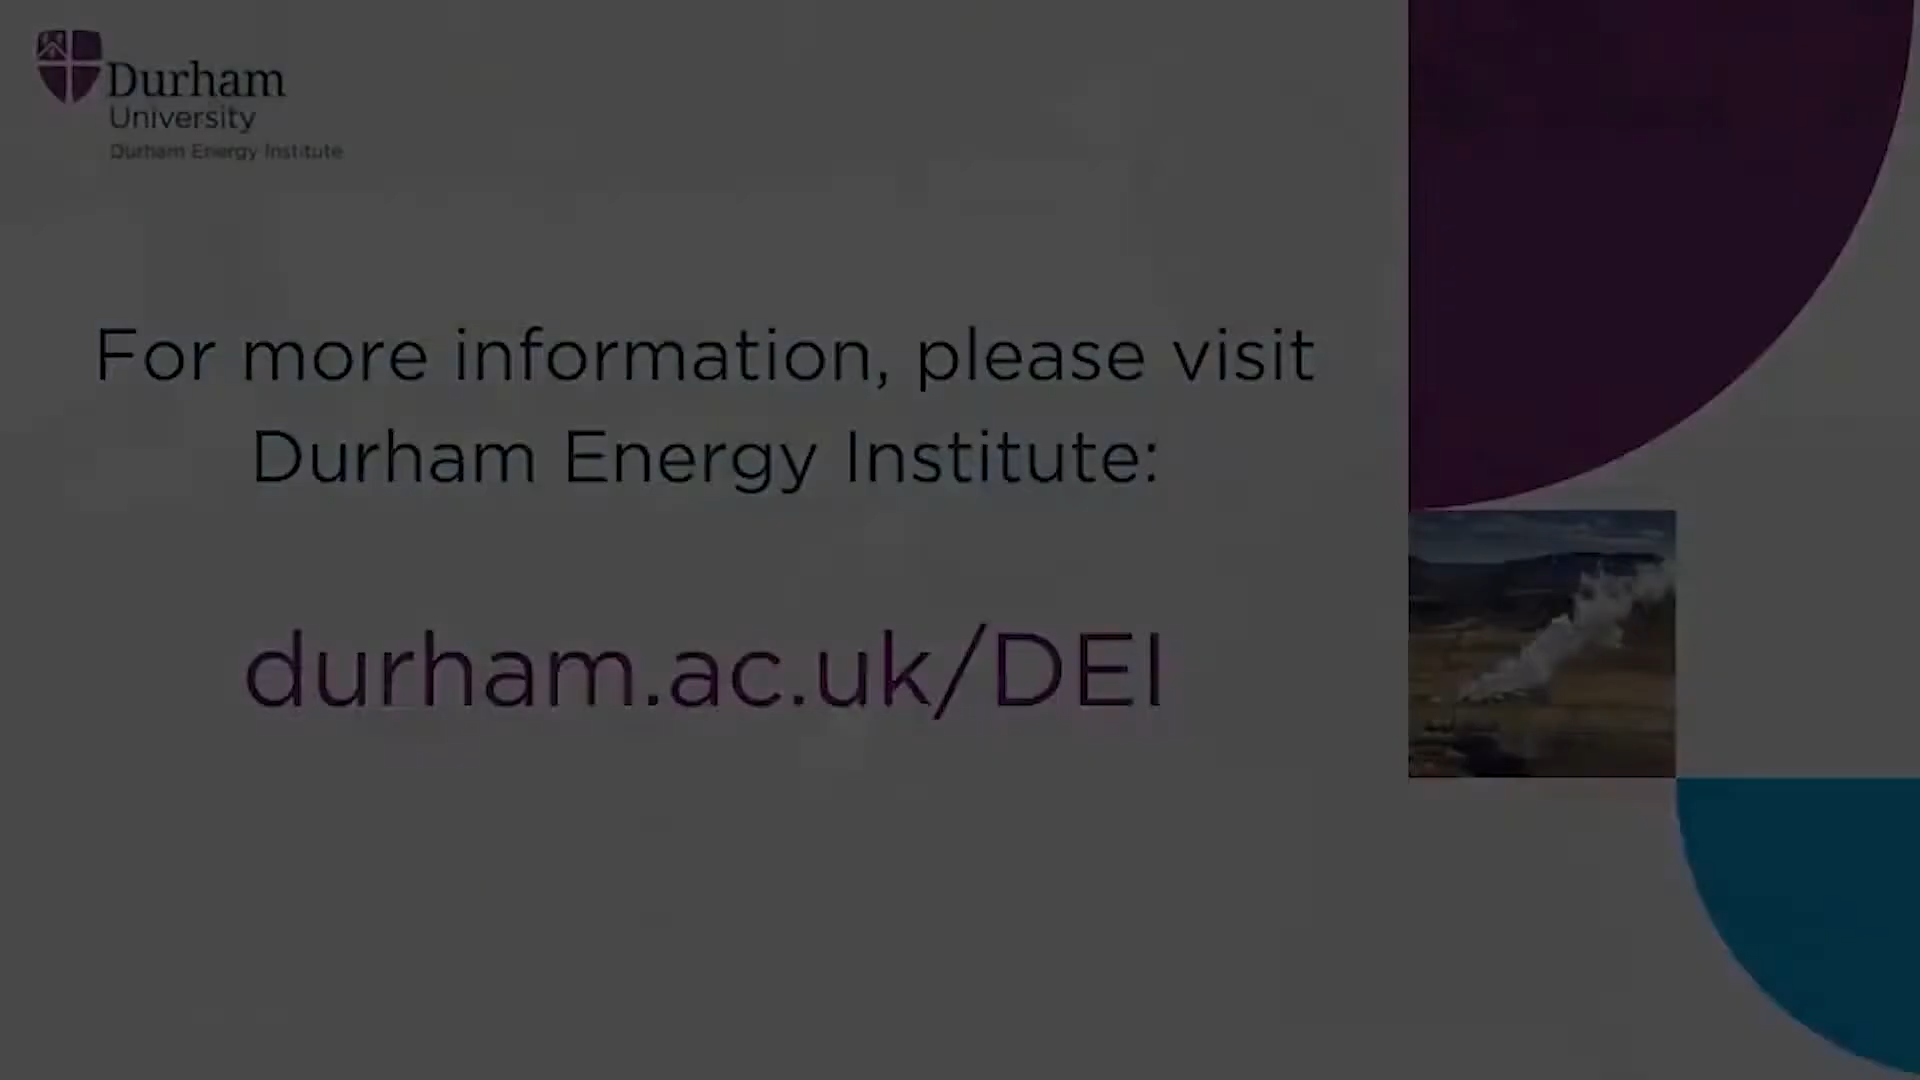 Durham
University
Durham Energy Institute
For more information, please visit
Durham Energy Institute:
durham.ac.uk/DEI